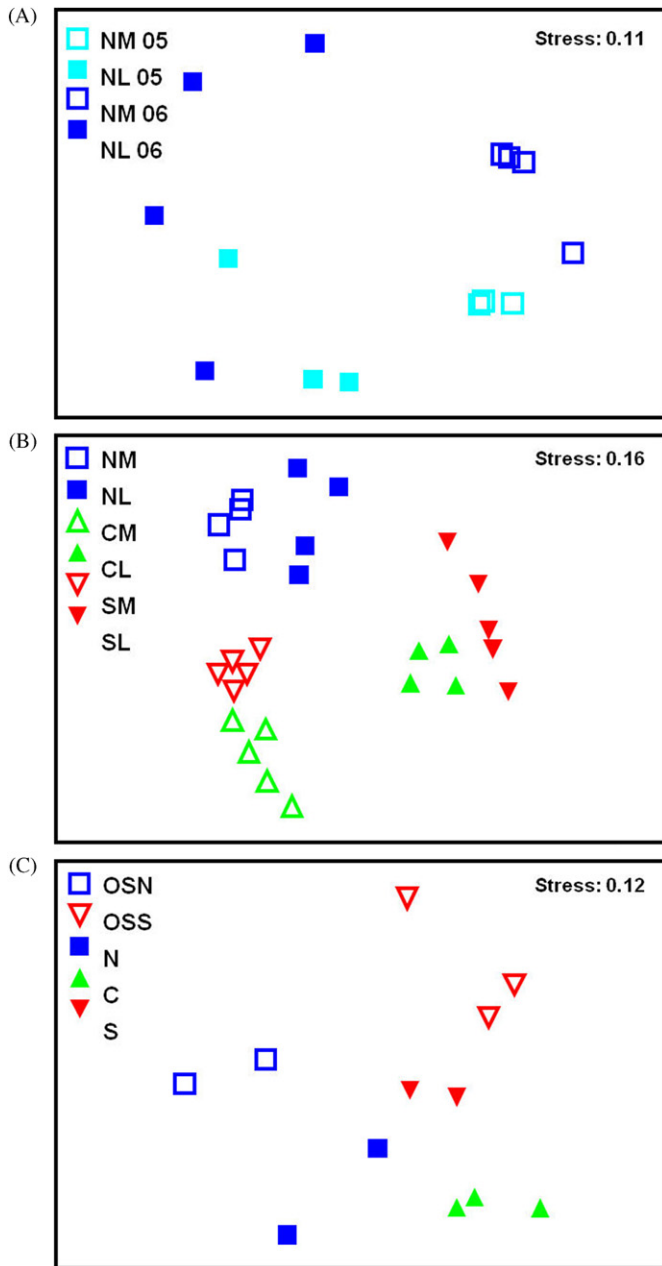 (A)
NM 05
Stress: 0.11
NL 05
NM 06
NL 06
(B)
NM
Stress: 0.16
NL
CM
CL
SM
SL
(C)
OSN
Stress: 0.12
OSS
N
C
S